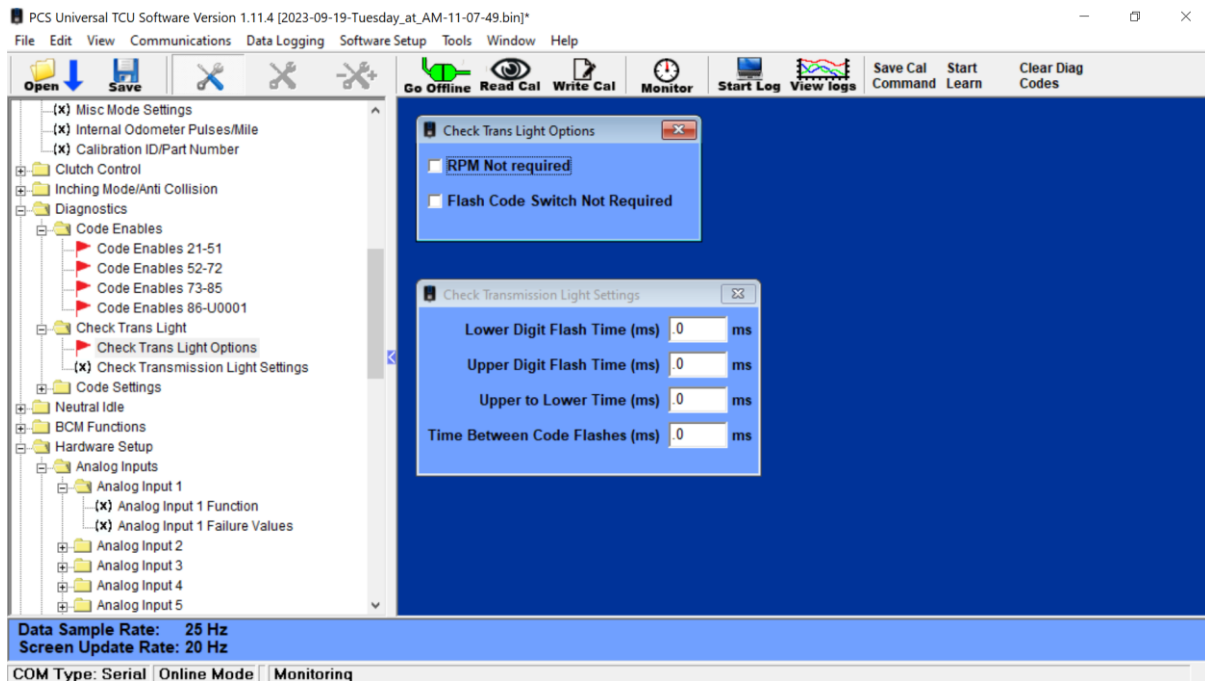 PCS Universal TCU Software Version 1.11.4 [2023-09-19-Tuesday_at_AM-11-07-49.bin]*
File Edit View Communications Data Logging Software Setup Tools Window Help
Open Save Go Offline Read Cal Write Cal Monitor Start Log View logs Save Cal Command Start Learn Clear Diag Codes
(x) Misc Mode Settings
(x) Internal Odometer Pulses/Mile
(x) Calibration ID/Part Number
Clutch Control
Inching Mode/Anti Collision
Diagnostics
Code Enables
Code Enables 21-51
Code Enables 52-72
Code Enables 73-85
Code Enables 86-U0001
Check Trans Light
Check Trans Light Options
(x) Check Transmission Light Settings
Code Settings
Neutral Idle
BCM Functions
Hardware Setup
Analog Inputs
Analog Input 1
(x) Analog Input 1 Function
(x) Analog Input 1 Failure Values
Analog Input 2
Analog Input 3
Analog Input 4
Analog Input 5
Check Trans Light Options
RPM Not required
Flash Code Switch Not Required
Check Transmission Light Settings
Lower Digit Flash Time (ms) .0 ms
Upper Digit Flash Time (ms) .0 ms
Upper to Lower Time (ms) .0 ms
Time Between Code Flashes (ms) .0 ms
Data Sample Rate: 25 Hz
Screen Update Rate: 20 Hz
COM Type: Serial Online Mode Monitoring